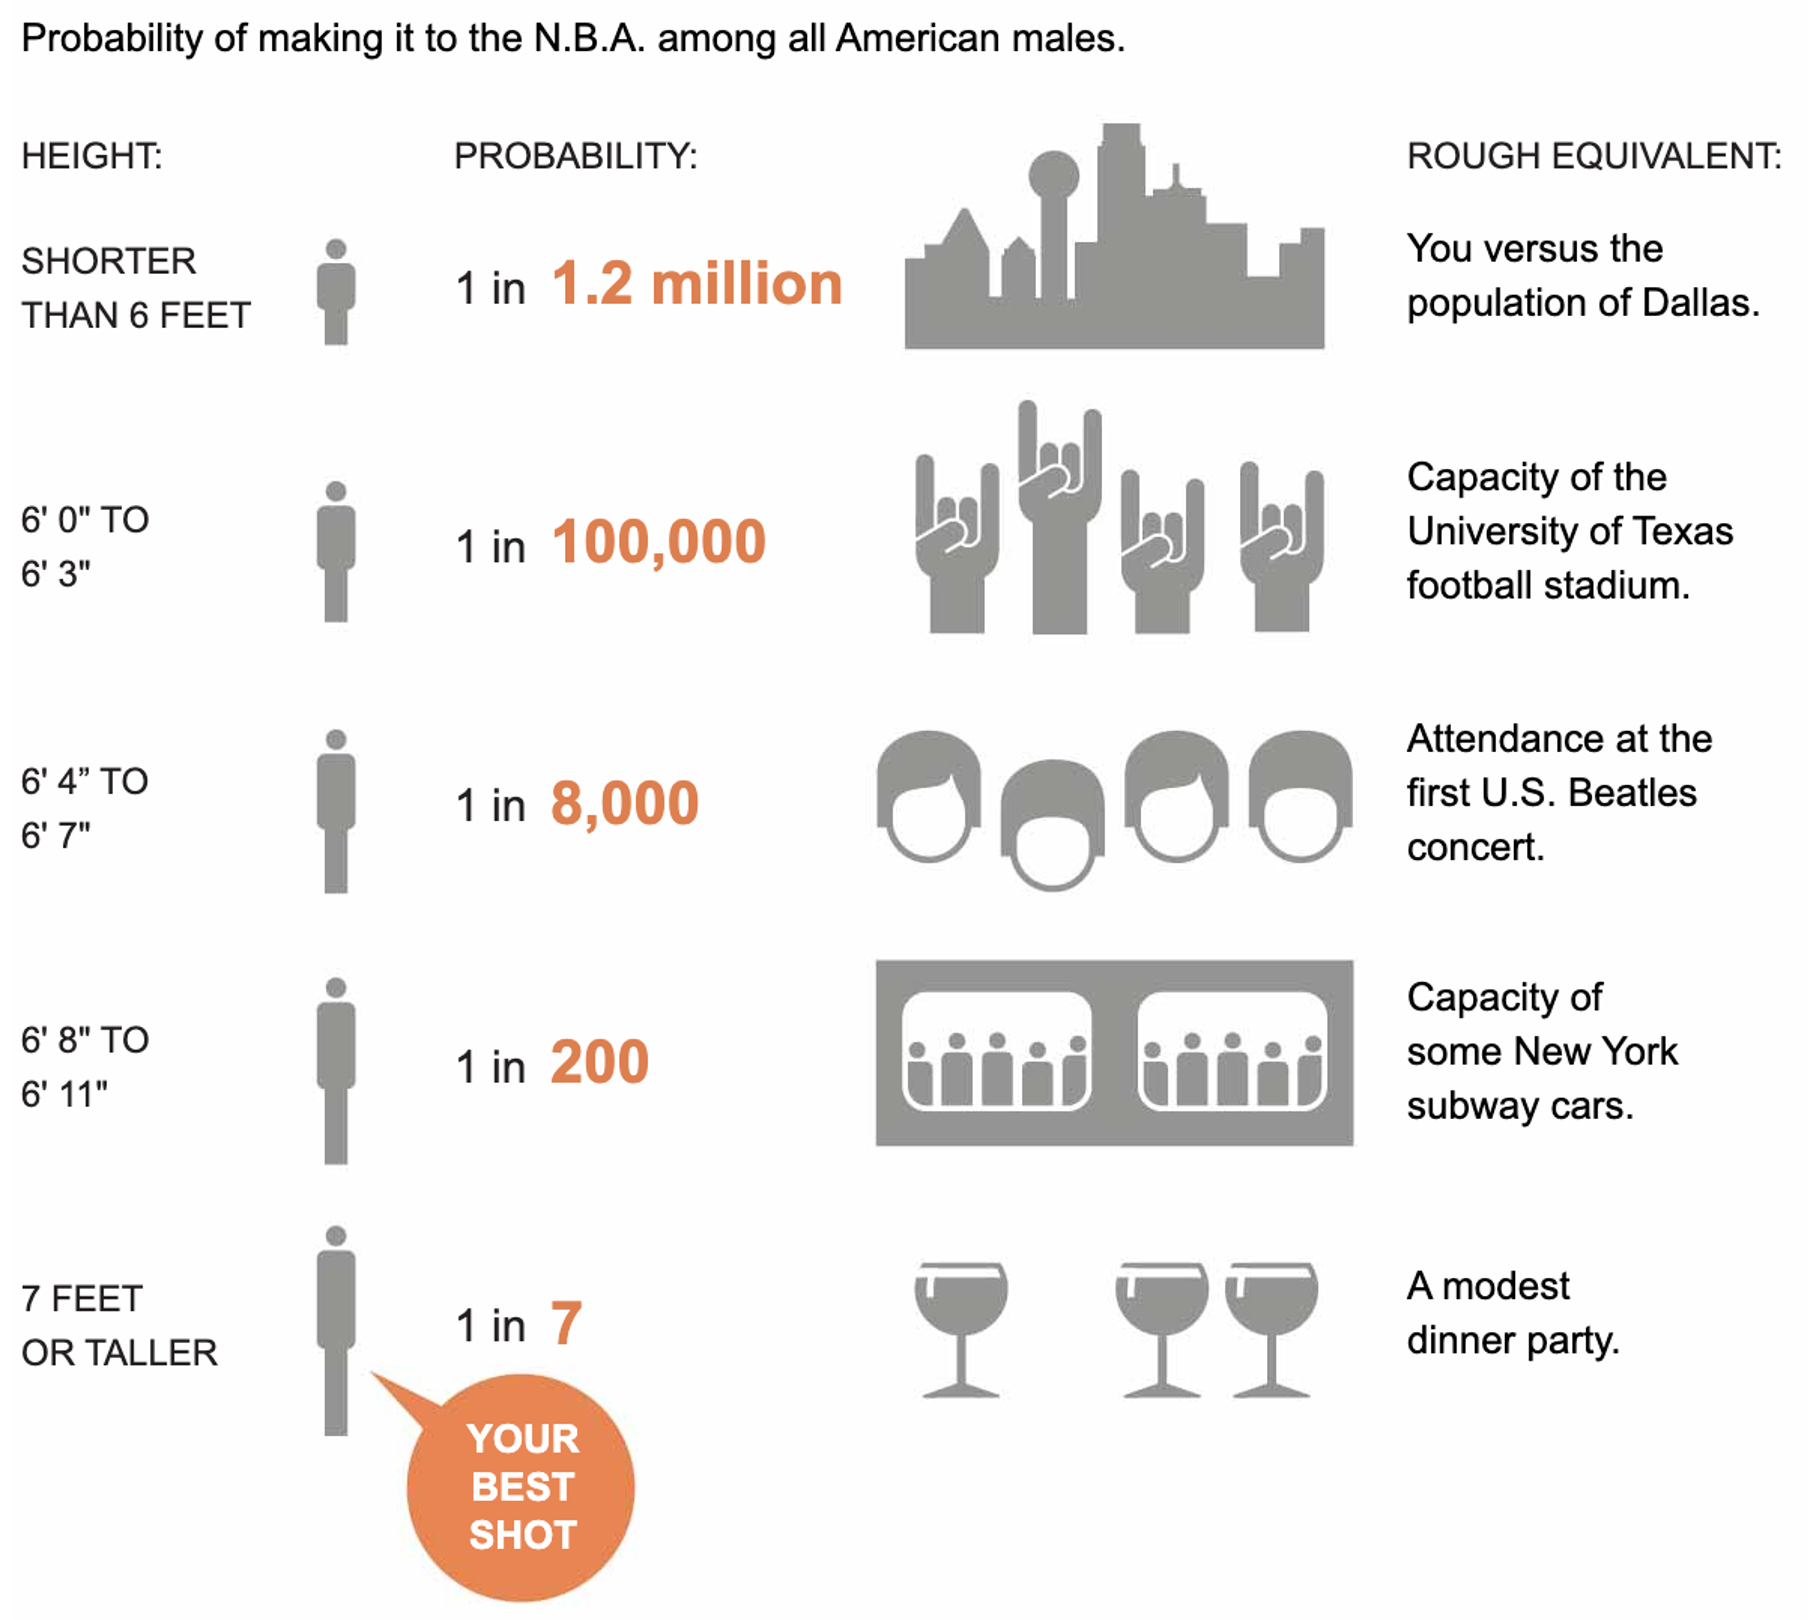 Probability of making it to the N.B.A. among all American males.
HEIGHT:
PROBABILITY:
ROUGH EQUIVALENT:
SHORTER
THAN 6 FEET
1 in 1.2 million
You versus the
population of Dallas.
6' 0" TO
6' 3"
1 in 100,000
Capacity of the
University of Texas
football stadium.
6' 4” TO
6' 7"
1 in 8,000
Attendance at the
first U.S. Beatles
concert.
6' 8" TO
6' 11"
1 in 200
Capacity of
some New York
subway cars.
7 FEET
OR TALLER
1 in 7
A modest
dinner party.
YOUR
BEST
SHOT